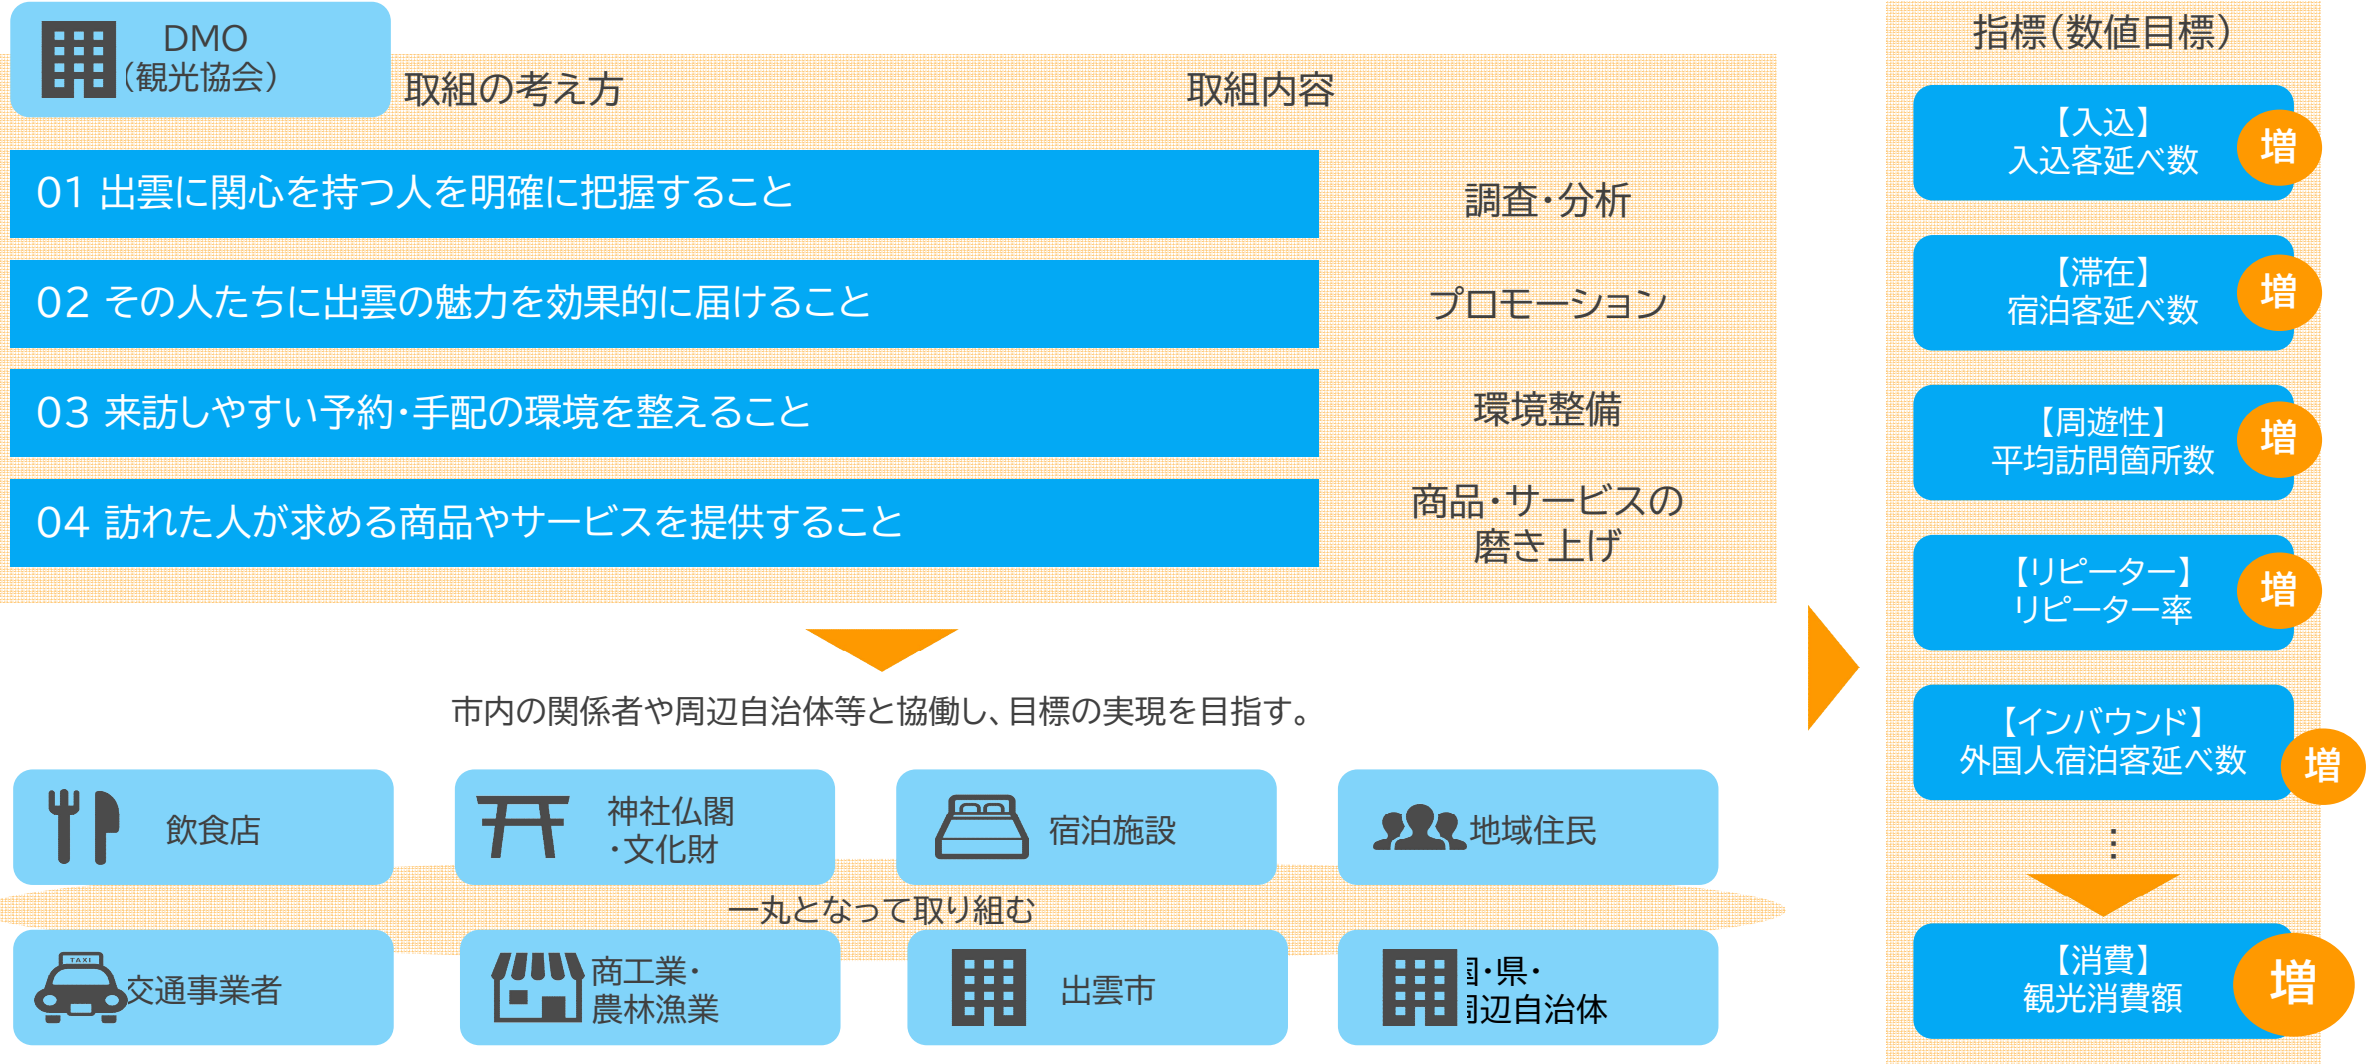 DMO
（観光協会）
取組の考え方
取組内容
01 出雲に関心を持つ人を明確に把握すること
調査・分析
02 その人たちに出雲の魅力を効果的に届けること
プロモーション
03 来訪しやすい予約・手配の環境を整えること
環境整備
04 訪れた人が求める商品やサービスを提供すること
商品・サービスの
磨き上げ
市内の関係者や周辺自治体等と協働し、目標の実現を目指す。
飲食店
神社仏閣
・文化財
宿泊施設
地域住民
一丸となって取り組む
TAXI
交通事業者
商工業・
農林漁業
出雲市
国・県・
周辺自治体
指標（数値目標）
【入込】
入込客延べ数
増
【滞在】
宿泊客延べ数
増
【周遊性】
平均訪問箇所数
増
【リピーター】
リピーター率
増
【インバウンド】
外国人宿泊客延べ数
増
…
【消費】
観光消費額
増